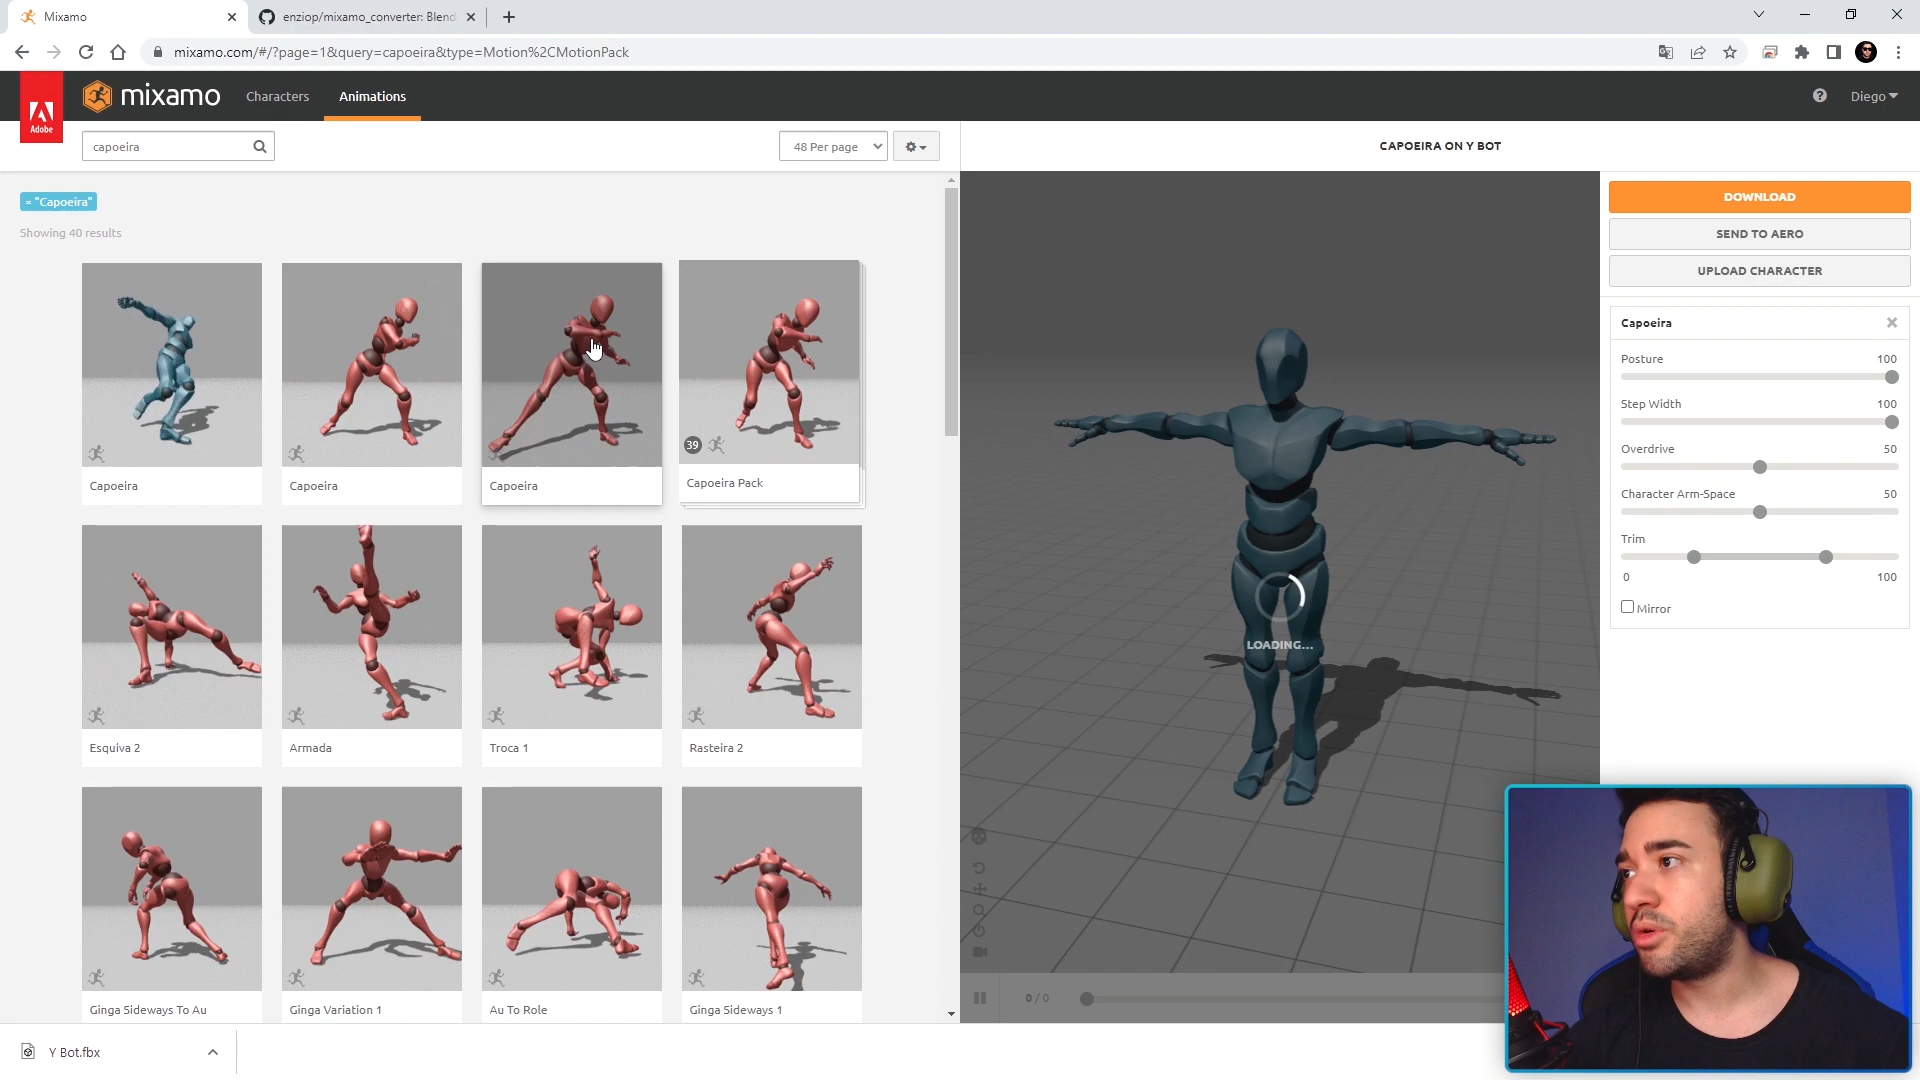 Mixamo
enziop/mixamo_converter: Blend
mixamo.com/#/?page=1&query=capoeira&type=Motion%2CMotionPack
Adobe
mixamo
Characters
Animations
Diego
capoeira
48 Per page
CAPOEIRA ON Y BOT
× "Capoeira"
Showing 40 results
DOWNLOAD
SEND TO AERO
UPLOAD CHARACTER
Capoeira
Posture 100
Step Width 100
Overdrive 50
Character Arm-Space 50
Trim
0 100
Mirror
39
Capoeira
Capoeira
Capoeira
Capoeira Pack
LOADING...
Esquiva 2
Armada
Troca 1
Rasteira 2
Ginga Sideways To Au
Ginga Variation 1
Au To Role
Ginga Sideways 1
0 / 0
Y Bot.fbx